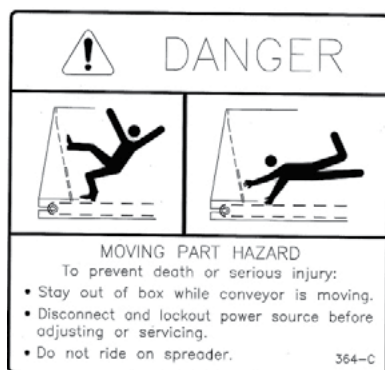 DANGER
MOVING PART HAZARD
To prevent death or serious injury:
• Stay out of box while conveyor is moving.
• Disconnect and lockout power source before
adjusting or servicing.
• Do not ride on spreader.
364-C